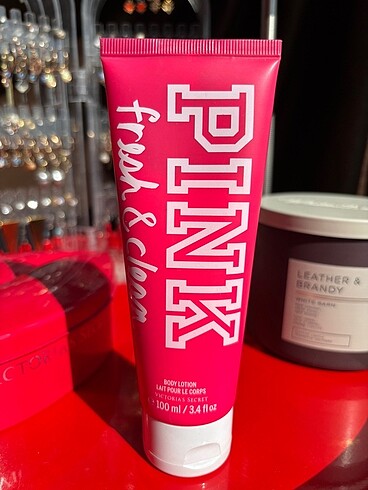 PINK
fresh & clean
BODY LOTION
LAIT POUR LE CORPS
VICTORIA'S SECRET
100 ml / 3.4 fl oz
LEATHER &
BRANDY
WHITE BARN